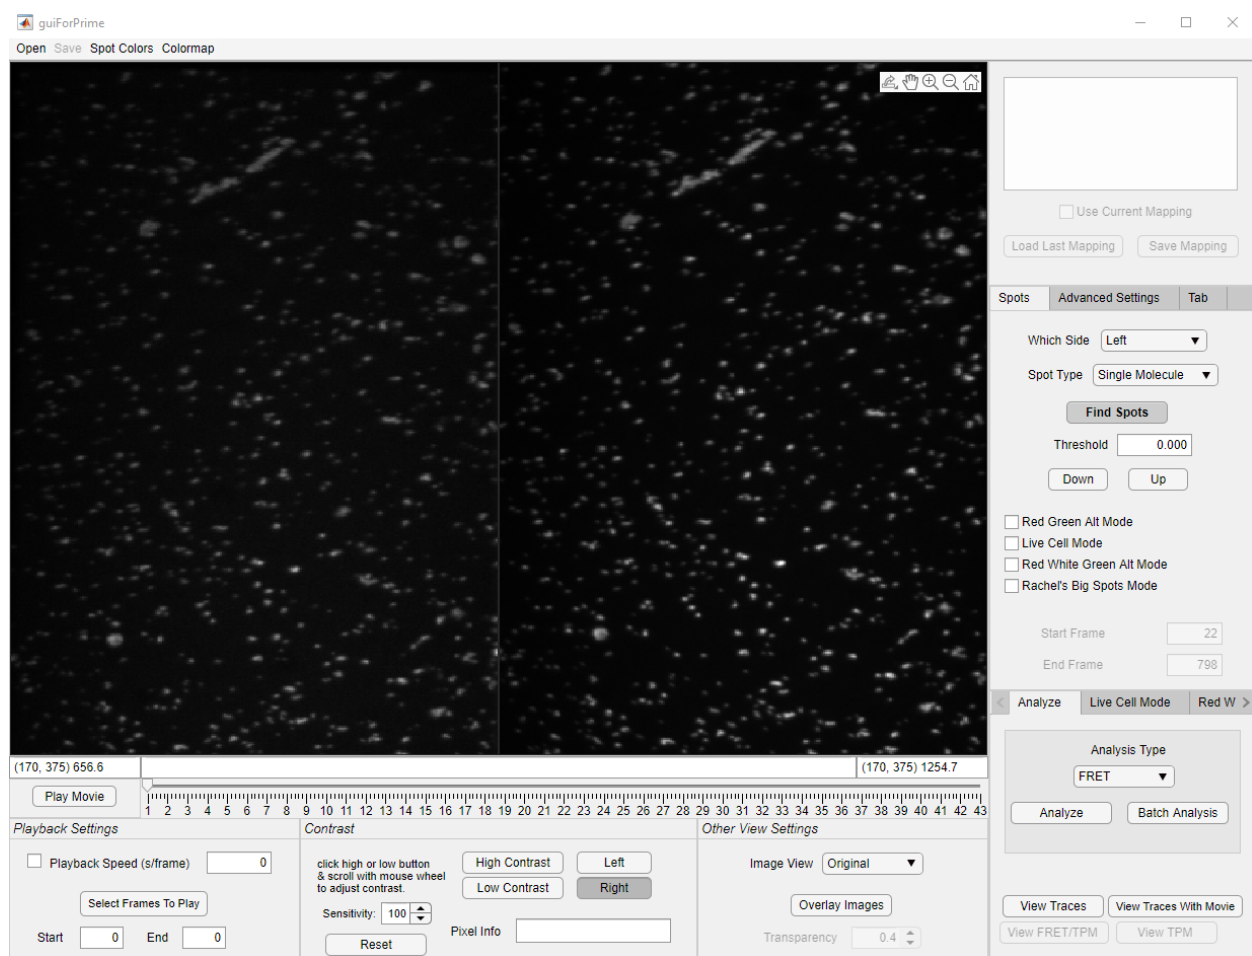 guiForPrime
Open Save Spot Colors Colormap
Use Current Mapping
Load Last Mapping Save Mapping
Spots Advanced Settings Tab
Which Side Left
Spot Type Single Molecule
Find Spots
Threshold 0.000
Down Up
Red Green Alt Mode
Live Cell Mode
Red White Green Alt Mode
Rachel's Big Spots Mode
Start Frame 22
End Frame 798
Analyze Live Cell Mode Red W
Analysis Type
FRET
Analyze Batch Analysis
View Traces View Traces With Movie
View FRET/TPM View TPM
(170, 375) 656.6 (170, 375) 1254.7
Play Movie
1 2 3 4 5 6 7 8 9 10 11 12 13 14 15 16 17 18 19 20 21 22 23 24 25 26 27 28 29 30 31 32 33 34 35 36 37 38 39 40 41 42 43
Playback Settings
Playback Speed (s/frame) 0
Select Frames To Play
Start 0 End 0
Contrast
click high or low button
& scroll with mouse wheel
to adjust contrast.
High Contrast Left
Low Contrast Right
Sensitivity: 100
Reset
Pixel Info
Other View Settings
Image View Original
Overlay Images
Transparency 0.4